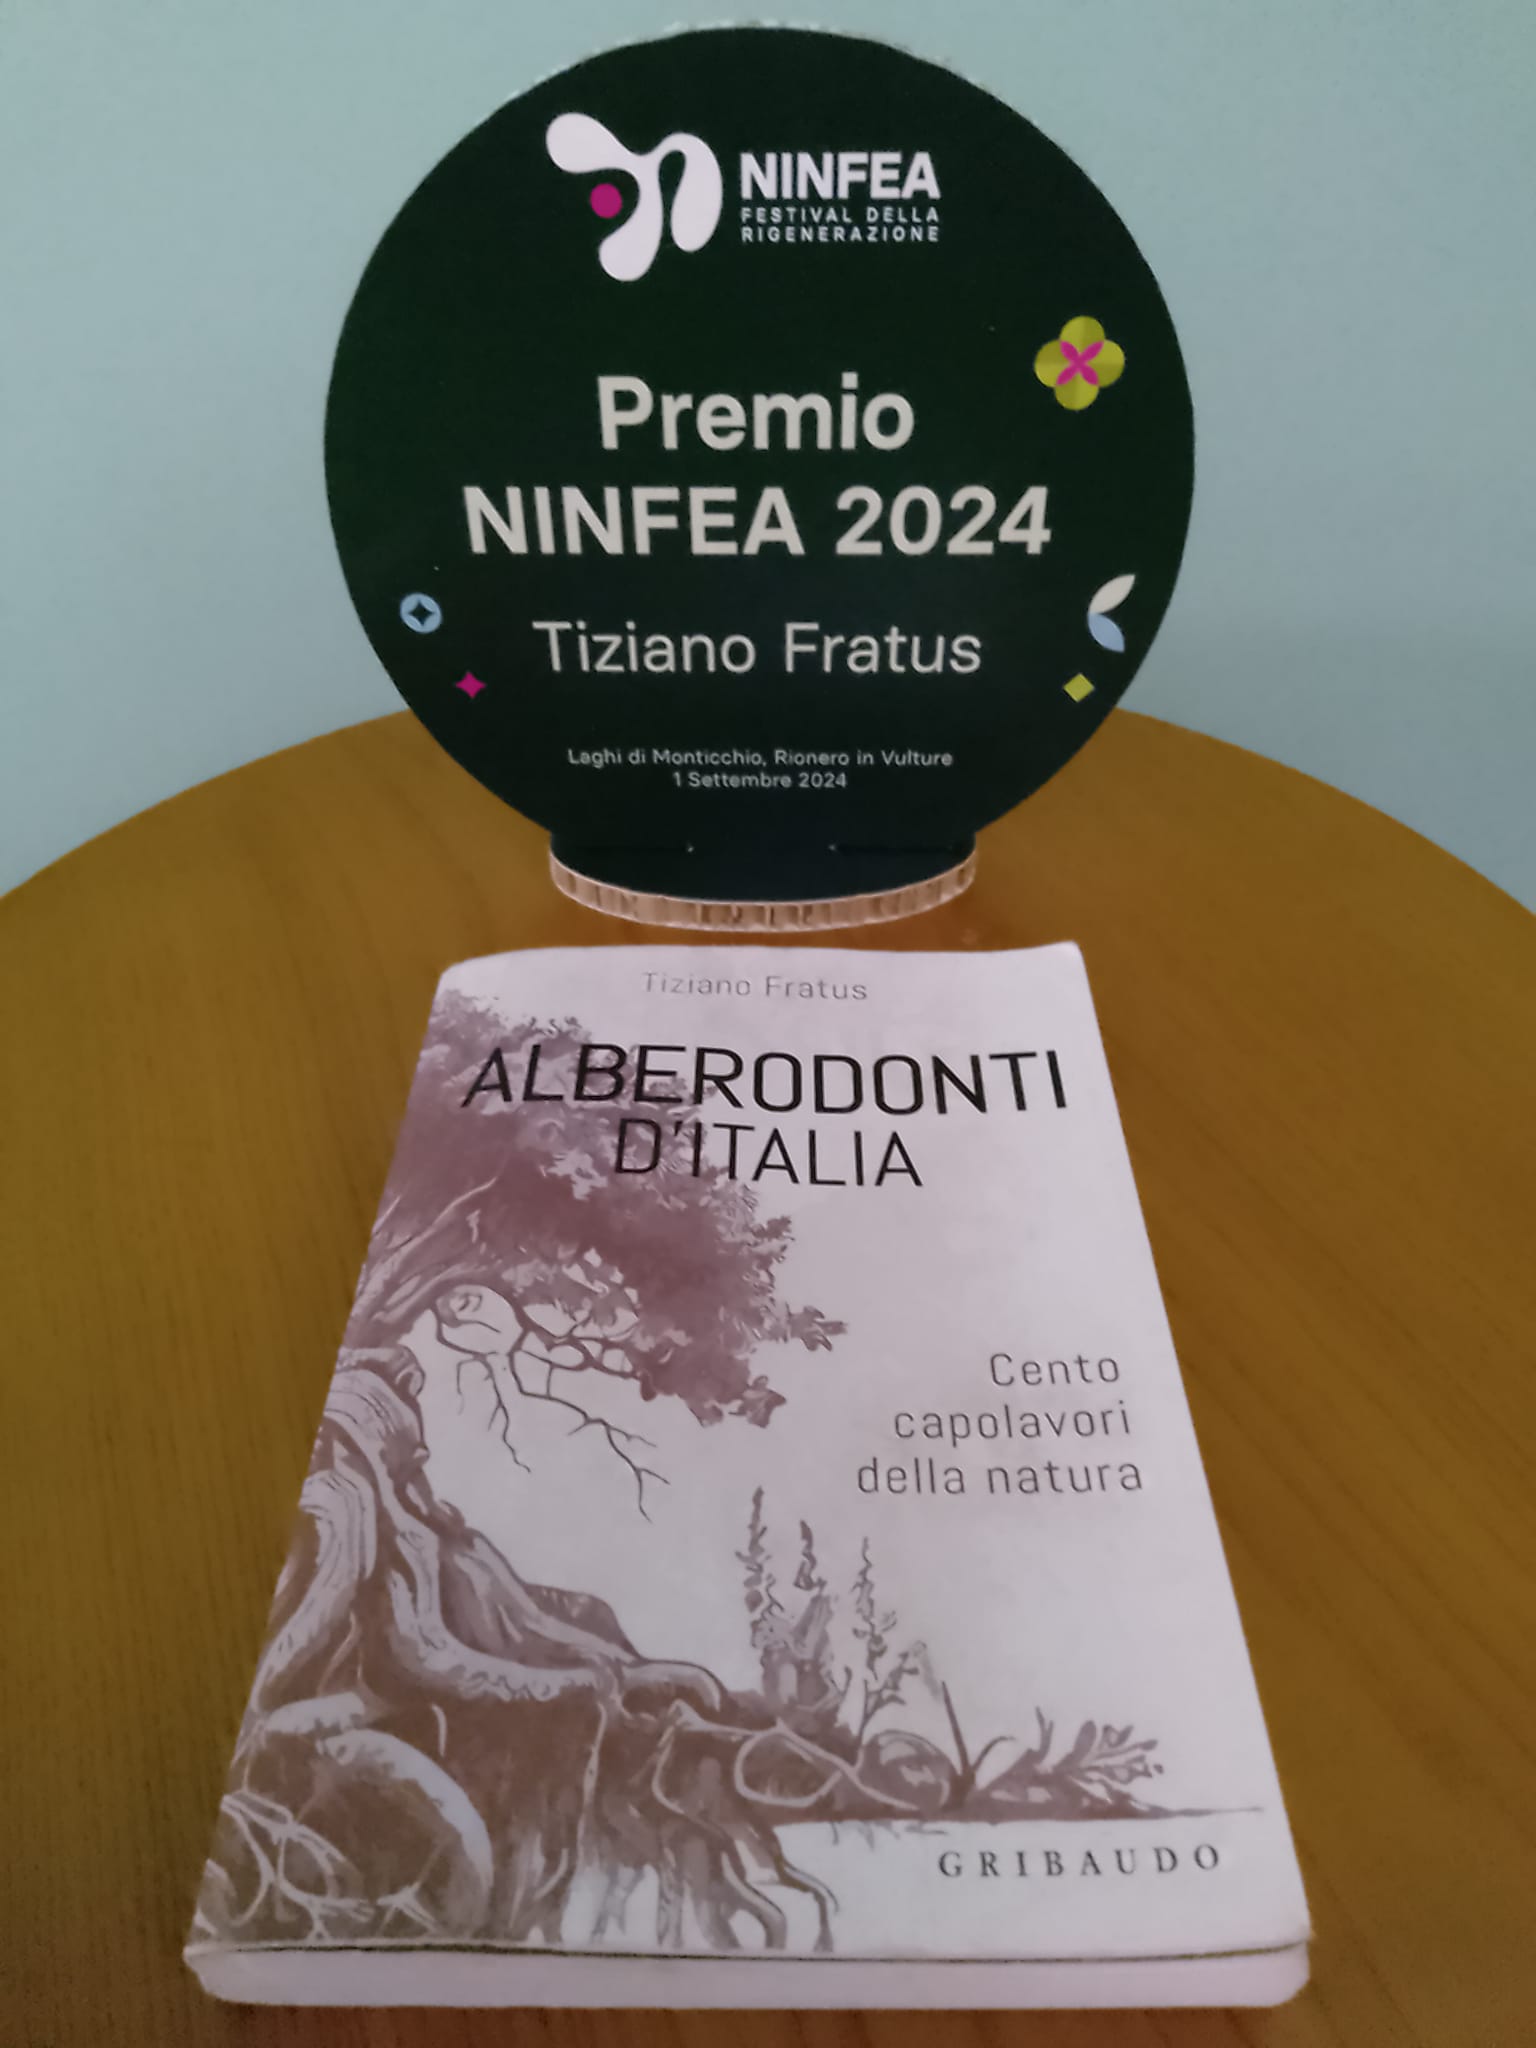 NINFEA
FESTIVAL DELLA
RIGENERAZIONE
Premio
NINFEA 2024
Tiziano Fratus
Laghi di Monticchio, Rionero in Vulture
1 Settembre 2024
Tiziano Fratus
ALBERODONTI
D'ITALIA
Cento
capolavori
della natura
GRIBAUDO